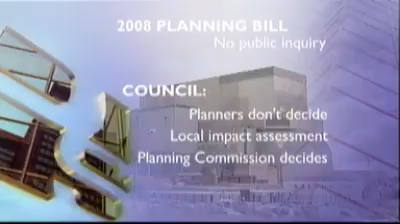 2008 PLANNING BILL
No public inquiry
COUNCIL:
Planners don't decide
Local impact assessment
Planning Commission decides